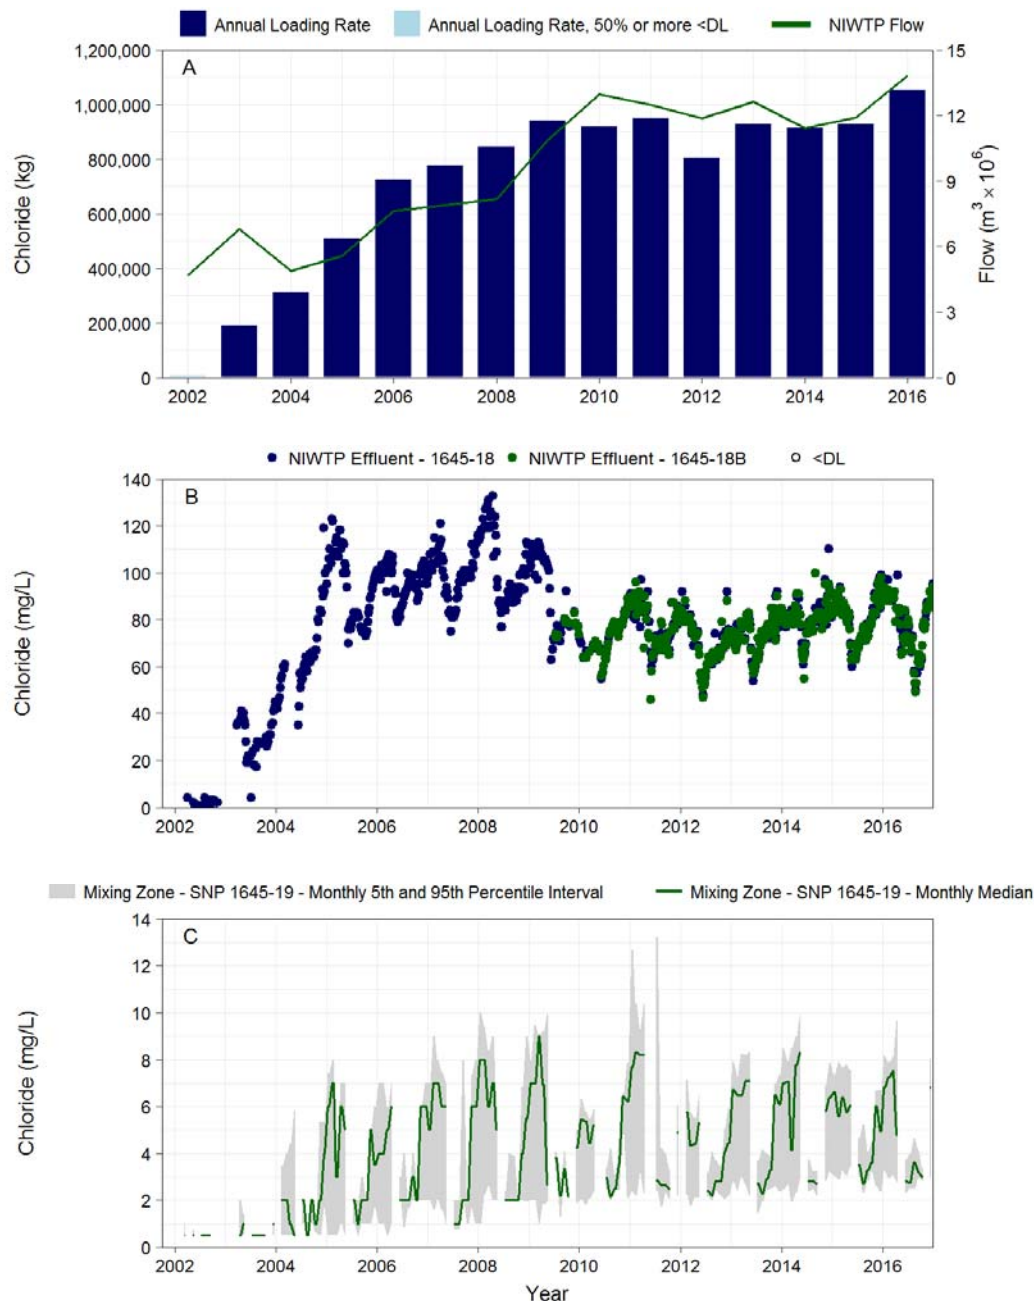 Annual Loading Rate Annual Loading Rate, 50% or more <DL NIWTP Flow
A
1,200,000
1,000,000
800,000
600,000
400,000
200,000
0
Chloride (kg)
15
12
9
6
3
0
Flow (m³ × 10⁶)
2002 2004 2006 2008 2010 2012 2014 2016
NIWTP Effluent - 1645-18 NIWTP Effluent - 1645-18B <DL
B
140
120
100
80
60
40
20
0
Chloride (mg/L)
2002 2004 2006 2008 2010 2012 2014 2016
Mixing Zone - SNP 1645-19 - Monthly 5th and 95th Percentile Interval Mixing Zone - SNP 1645-19 - Monthly Median
C
14
12
10
8
6
4
2
0
Chloride (mg/L)
2002 2004 2006 2008 2010 2012 2014 2016
Year